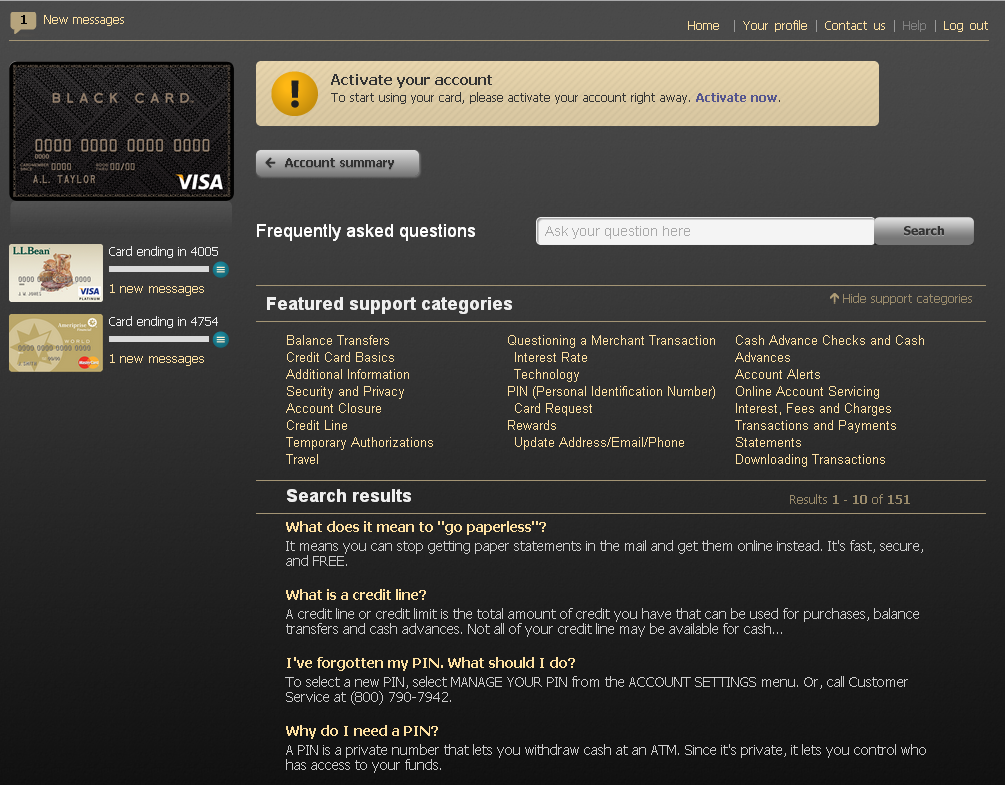 1 New messages
Home | Your profile | Contact us | Help | Log out
BLACK CARD
0000 0000 0000 0000
0000
0000 00/00
A.L. TAYLOR
VISA
Activate your account
To start using your card, please activate your account right away. Activate now.
Account summary
Frequently asked questions
Ask your question here
Search
L.L.Bean
VISA
PLATINUM
Card ending in 4005
1 new messages
Ameriprise
WORLD
Card ending in 4754
1 new messages
Featured support categories
Hide support categories
Balance Transfers
Credit Card Basics
Additional Information
Security and Privacy
Account Closure
Credit Line
Temporary Authorizations
Travel
Questioning a Merchant Transaction
Interest Rate
Technology
PIN (Personal Identification Number)
Card Request
Rewards
Update Address/Email/Phone
Cash Advance Checks and Cash
Advances
Account Alerts
Online Account Servicing
Interest, Fees and Charges
Transactions and Payments
Statements
Downloading Transactions
Search results
Results 1 - 10 of 151
What does it mean to "go paperless"?
It means you can stop getting paper statements in the mail and get them online instead. It's fast, secure,
and FREE.
What is a credit line?
A credit line or credit limit is the total amount of credit you have that can be used for purchases, balance
transfers and cash advances. Not all of your credit line may be available for cash...
I've forgotten my PIN. What should I do?
To select a new PIN, select MANAGE YOUR PIN from the ACCOUNT SETTINGS menu. Or, call Customer
Service at (800) 790-7942.
Why do I need a PIN?
A PIN is a private number that lets you withdraw cash at an ATM. Since it's private, it lets you control who
has access to your funds.